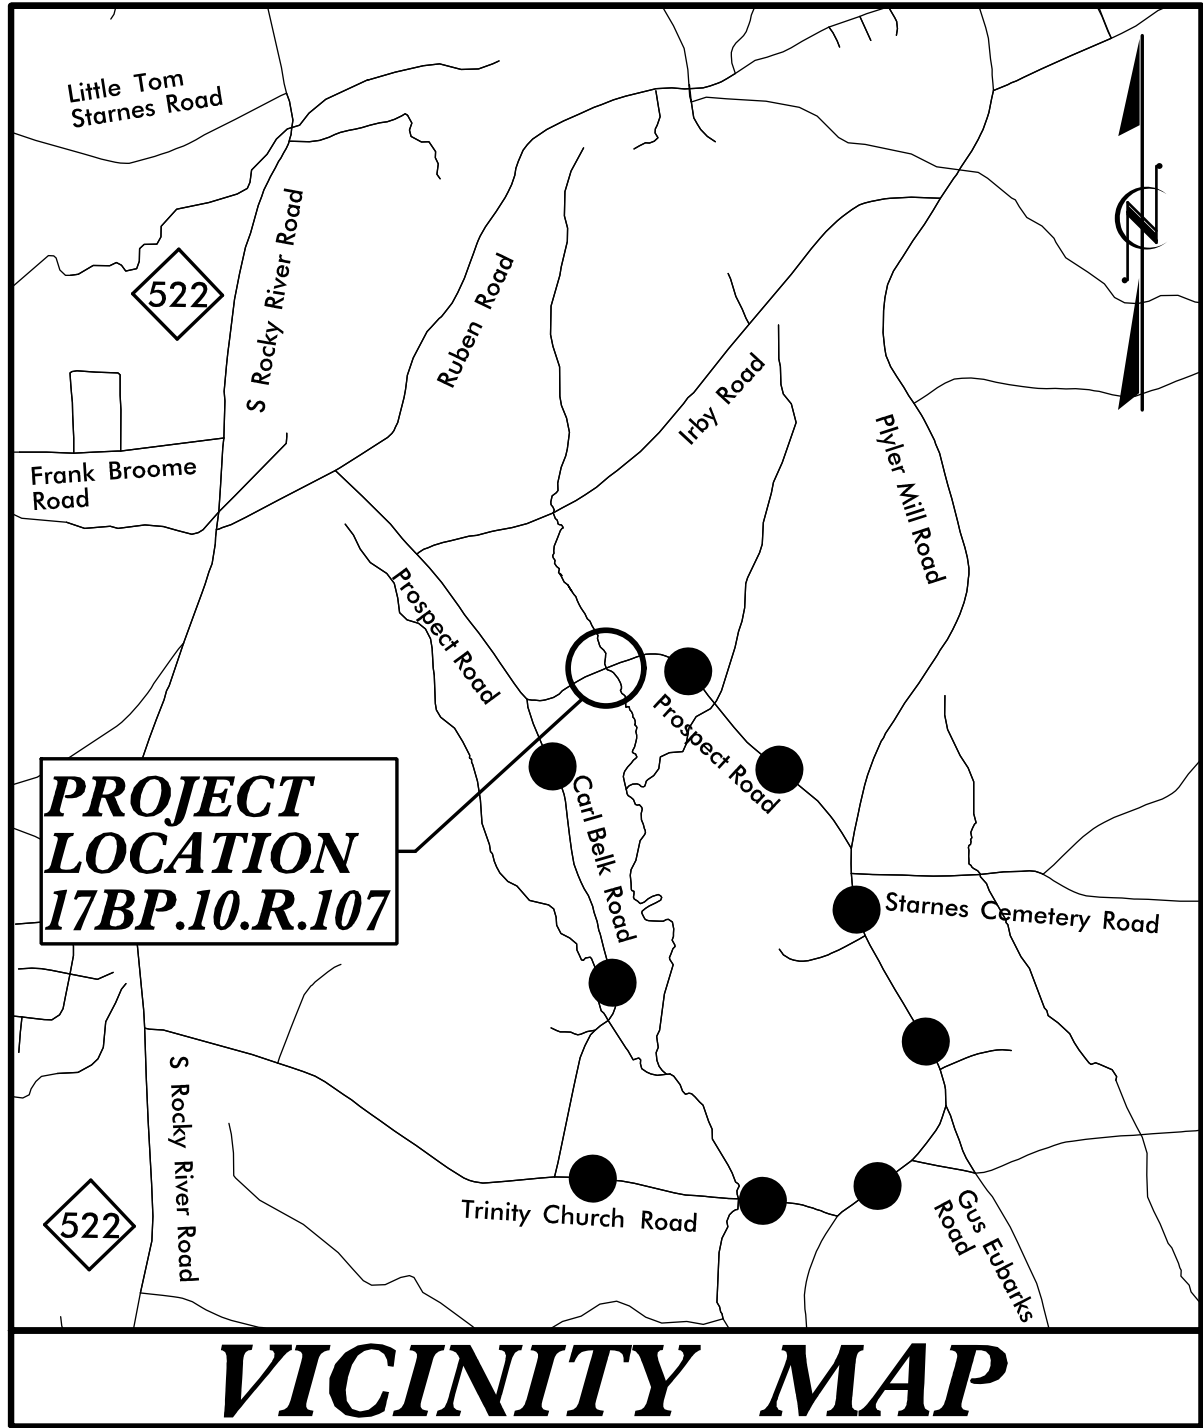 Little Tom
Starnes Road
N
522
S Rocky River Road
Ruben Road
Irby Road
Plyler Mill Road
Frank Broome
Road
Prospect Road
Prospect Road
PROJECT
LOCATION
17BP.10.R.107
Carl Belk Road
Starnes Cemetery Road
S Rocky River Road
522
Trinity Church Road
Gus Eubarks
Road
VICINITY MAP